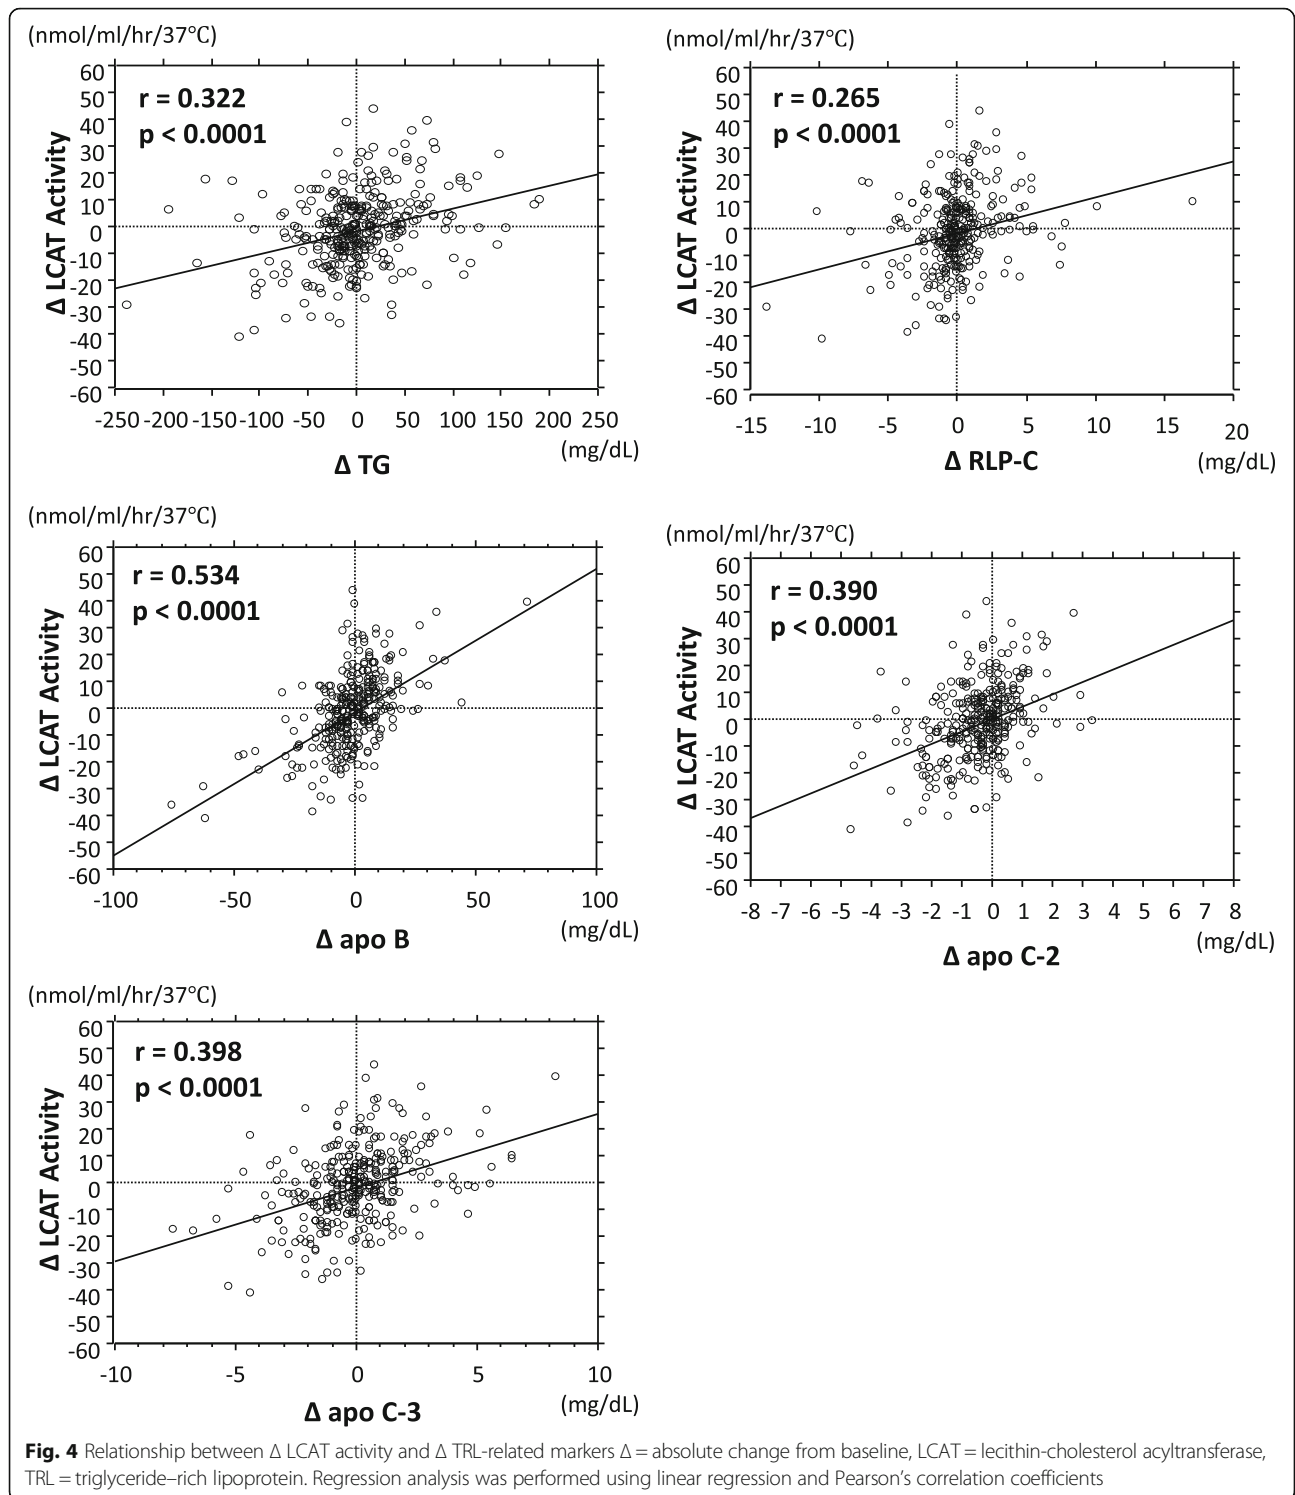 (nmol/ml/hr/37℃)
r = 0.322
p < 0.0001
Δ LCAT Activity
60
50
40
30
20
10
0
-10
-20
-30
-40
-50
-60
-250 -200 -150 -100 -50 0 50 100 150 200 250
(mg/dL)
Δ TG
(nmol/ml/hr/37℃)
r = 0.265
p < 0.0001
Δ LCAT Activity
60
50
40
30
20
10
0
-10
-20
-30
-40
-50
-60
-15 -10 -5 0 5 10 15 20
Δ RLP-C
(mg/dL)
(nmol/ml/hr/37℃)
r = 0.534
p < 0.0001
Δ LCAT Activity
60
50
40
30
20
10
0
-10
-20
-30
-40
-50
-60
-100 -50 0 50 100
(mg/dL)
Δ apo B
(nmol/ml/hr/37℃)
r = 0.390
p < 0.0001
Δ LCAT Activity
60
50
40
30
20
10
0
-10
-20
-30
-40
-50
-60
-8 -7 -6 -5 -4 -3 -2 -1 0 1 2 3 4 5 6 7 8
(mg/dL)
Δ apo C-2
(nmol/ml/hr/37℃)
r = 0.398
p < 0.0001
Δ LCAT Activity
60
50
40
30
20
10
0
-10
-20
-30
-40
-50
-60
-10 -5 0 5 10
(mg/dL)
Δ apo C-3
Fig. 4 Relationship between Δ LCAT activity and Δ TRL-related markers Δ = absolute change from baseline, LCAT = lecithin-cholesterol acyltransferase,
TRL = triglyceride–rich lipoprotein. Regression analysis was performed using linear regression and Pearson's correlation coefficients